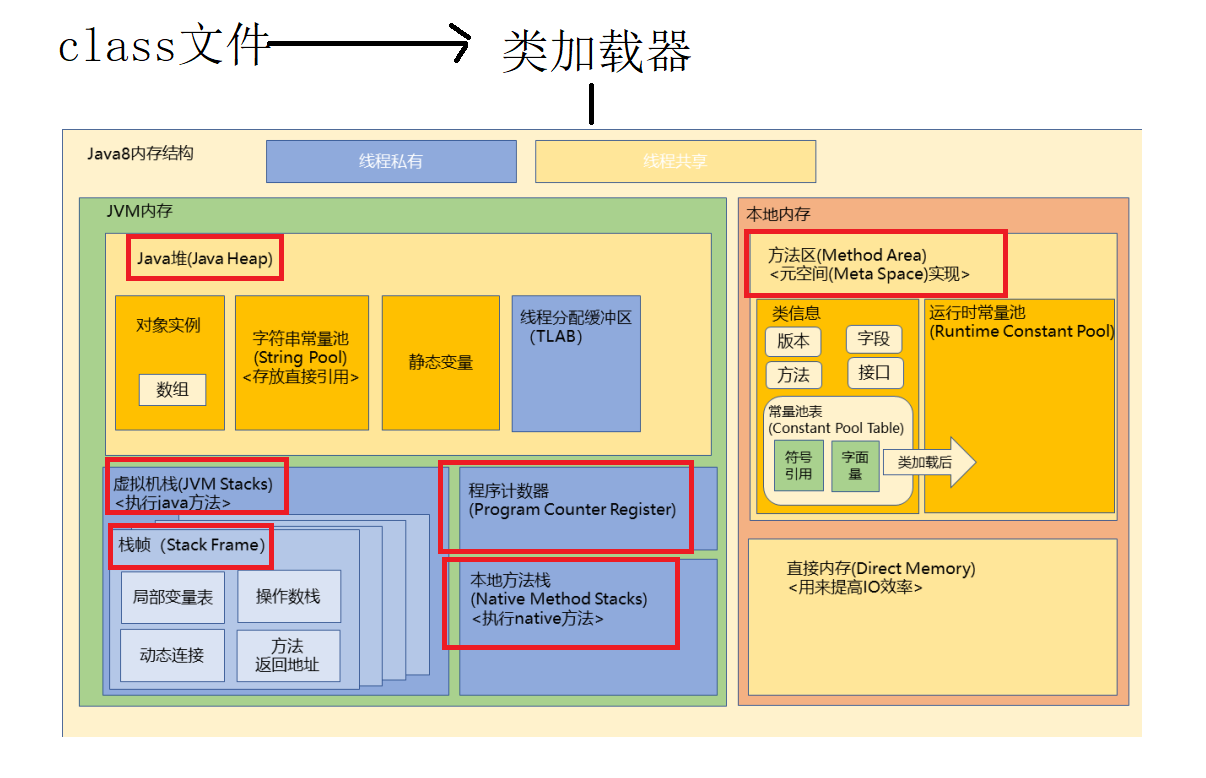 class文件
类加载器
Java8内存结构
线程私有
线程共享
JVM内存
Java堆(Java Heap)
对象实例
数组
字符串常量池
(String Pool)
<存放直接引用>
静态变量
线程分配缓冲区
(TLAB)
虚拟机栈(JVM Stacks)
<执行java方法>
栈帧（Stack Frame)
局部变量表
操作数栈
动态连接
方法
返回地址
程序计数器
(Program Counter Register)
本地方法栈
(Native Method Stacks)
<执行native方法>
本地内存
方法区(Method Area)
<元空间(Meta Space)实现>
类信息
版本
字段
方法
接口
常量池表
(Constant Pool Table)
符号
引用
字面
量
类加载后
运行时常量池
(Runtime Constant Pool)
直接内存(Direct Memory)
<用来提高IO效率>